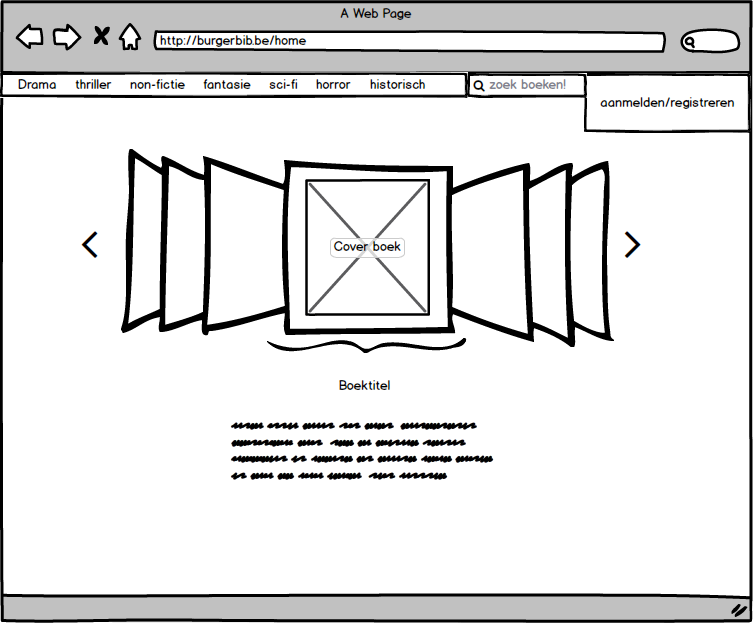 A Web Page
http://burgerbib.be/home
Drama thriller non-fictie fantasie sci-fi horror historisch zoek boeken!
aanmelden/registreren
Cover boek
Boektitel